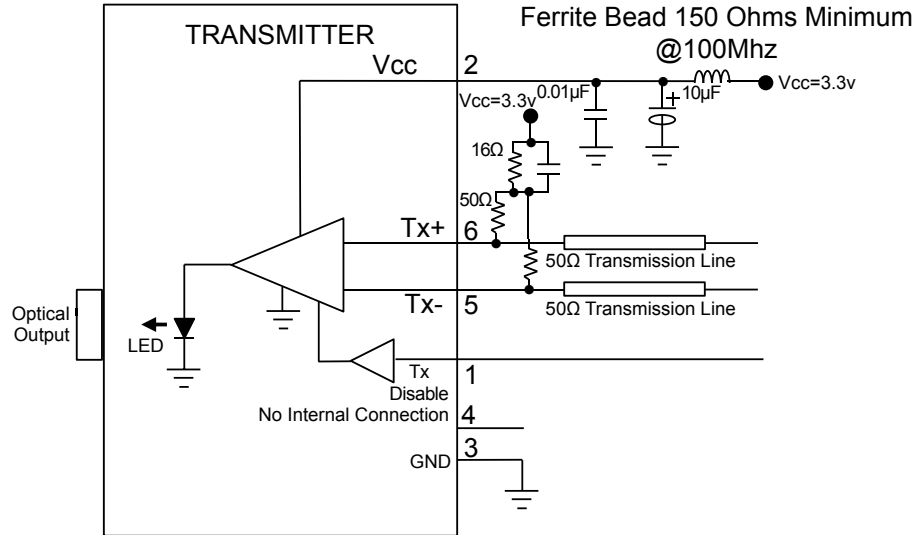 Ferrite Bead 150 Ohms Minimum
@100Mhz
TRANSMITTER
Vcc
2
0.01µF
10µF
Vcc=3.3v
Vcc=3.3v
16Ω
50Ω
Tx+
6
50Ω Transmission Line
Tx-
5
50Ω Transmission Line
Optical
Output
LED
Tx
Disable
1
No Internal Connection
4
GND
3
+